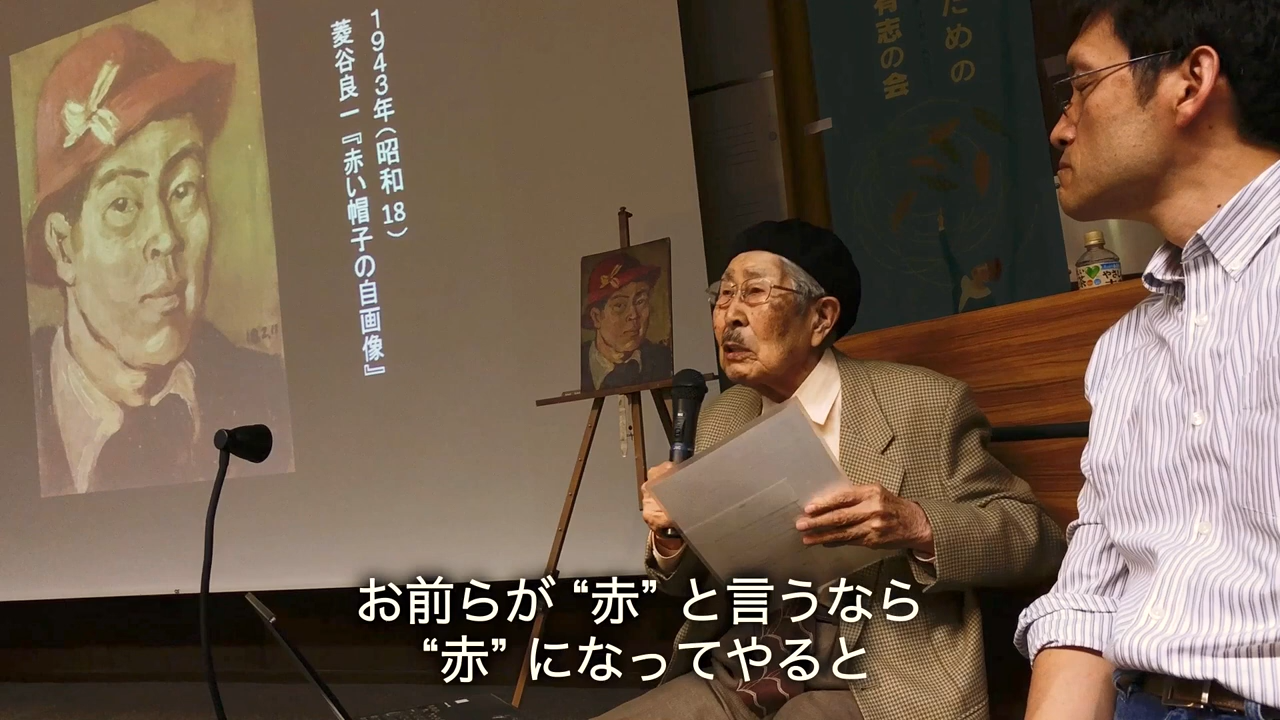 1943年(昭和18)
菱谷良一『赤い帽子の自画像』
ための
有志の会
お前らが “赤” と言うなら
“赤” になってやると